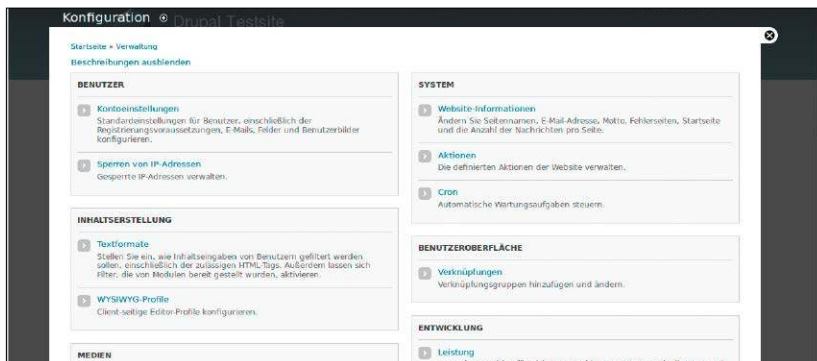 Konfiguration
Drupal Testsite
Startseite » Verwaltung
Beschreibungen ausblenden
BENUTZER
Kontoeinstellungen
Standardeinstellungen für Benutzer, einschließlich der
Registrierungsvoraussetzungen, E-Mails, Felder und Benutzerbilder
konfigurieren.
Sperren von IP-Adressen
Gesperrte IP-Adressen verwalten.
INHALTSERSTELLUNG
Textformate
Stellen Sie ein, wie Inhaltseingaben von Benutzern gefiltert werden
sollen, einschließlich der zulässigen HTML-Tags. Außerdem lassen sich
Filter, die von Modulen bereit gestellt wurden, aktivieren.
WYSIWYG-Profile
Client-seitige Editor-Profile konfigurieren.
MEDIEN
SYSTEM
Website-Informationen
Ändern Sie Seitennamen, E-Mail-Adresse, Motto, Fehlerseiten, Startseite
und die Anzahl der Nachrichten pro Seite.
Aktionen
Die definierten Aktionen der Website verwalten.
Cron
Automatische Wartungsaufgaben steuern.
BENUTZEROBERFLÄCHE
Verknüpfungen
Verknüpfungsgruppen hinzufügen und ändern.
ENTWICKLUNG
Leistung